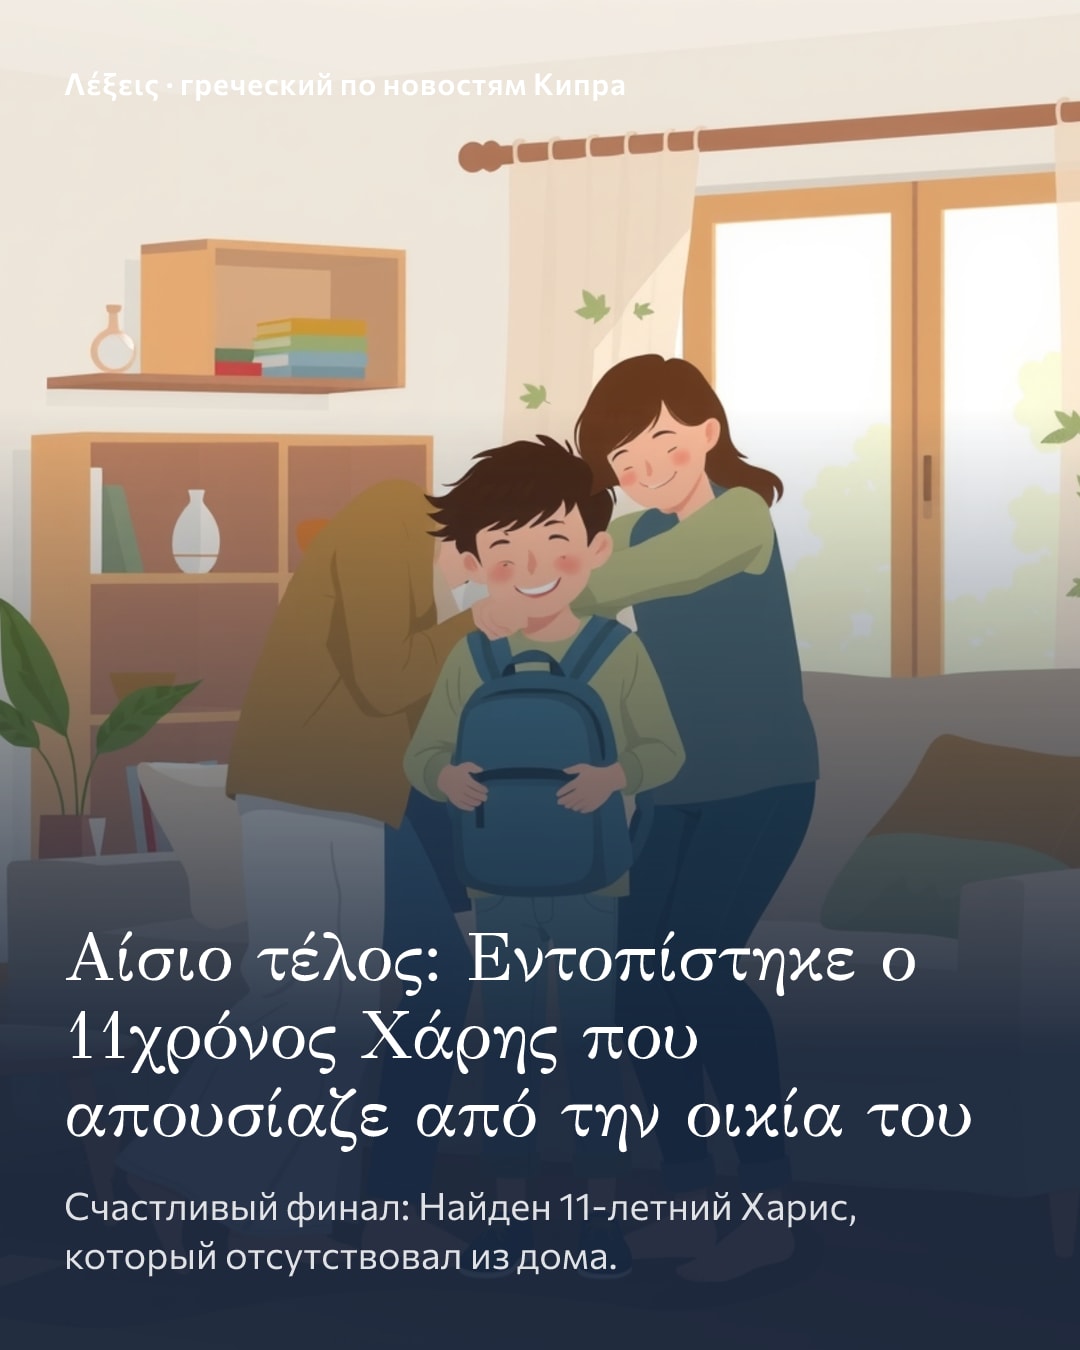 Λέξεις · греческий по новостям Кипра
Αίσιο τέλος: Εντοπίστηκε ο
11χρόνος Χάρης που
απουσίαζε από την οικία του
Счастливый финал: Найден 11-летний Харис,
который отсутствовал из дома.